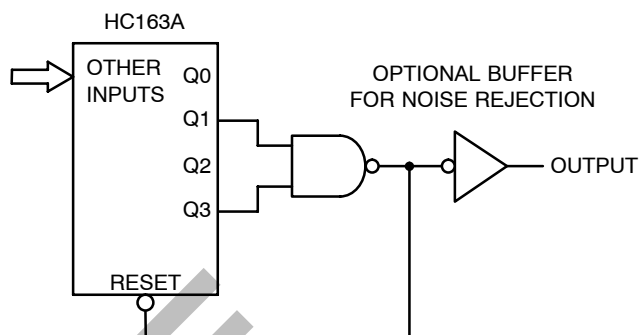 HC163A
OTHER
INPUTS
Q0
Q1
Q2
Q3
RESET
OPTIONAL BUFFER
FOR NOISE REJECTION
OUTPUT